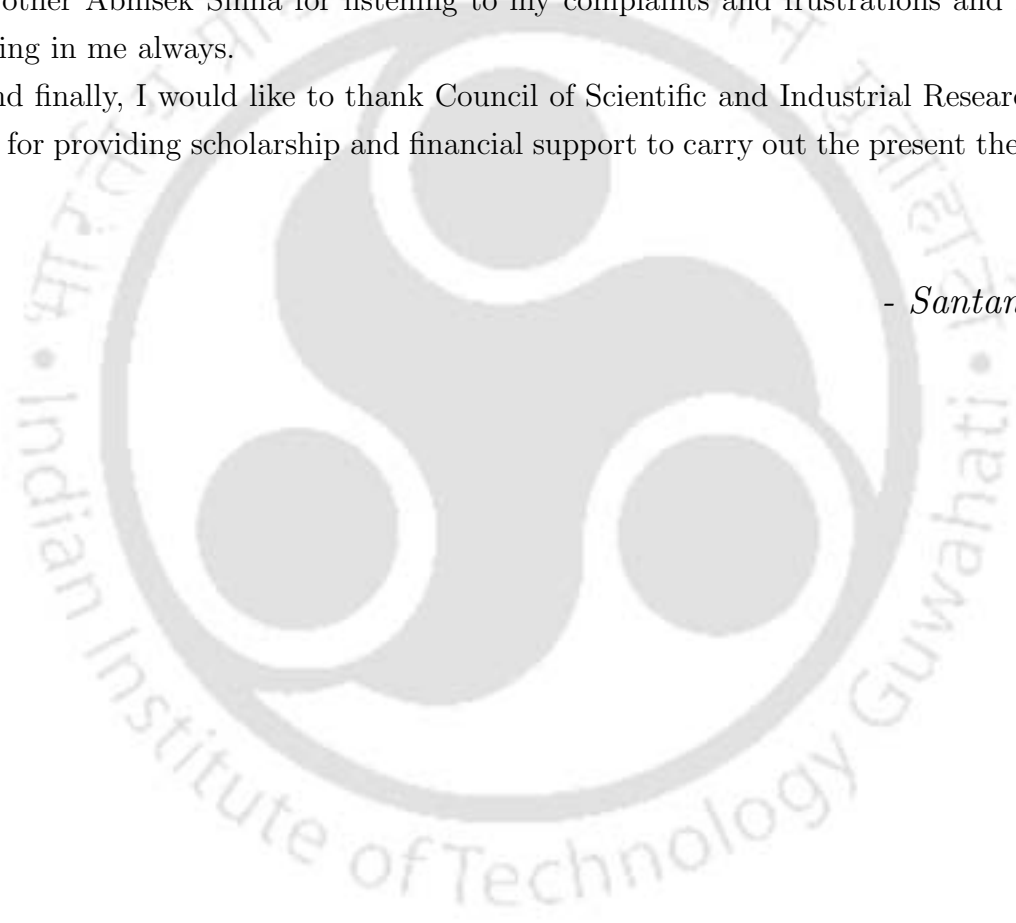 other Abhisek Sinha for listening to my complaints and frustrations and
ing in me always.
nd finally, I would like to thank Council of Scientific and Industrial Resear
for providing scholarship and financial support to carry out the present the
- Santan
Indian Institute of Technology Guwahati